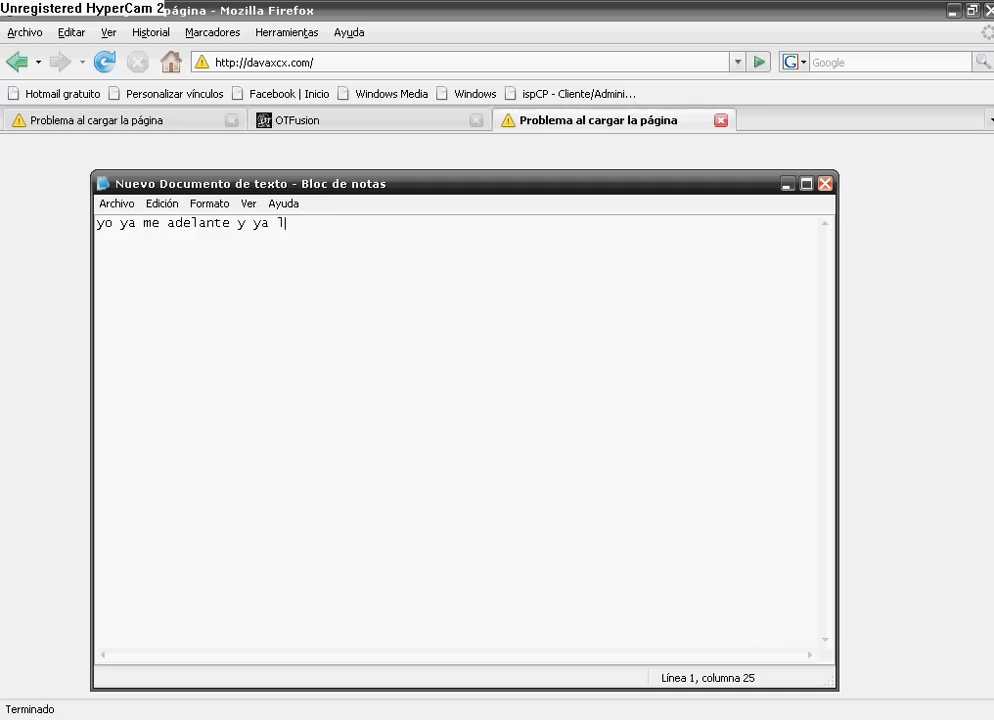 Unregistered HyperCam 2
página - Mozilla Firefox
Archivo Editar Ver Historial Marcadores Herramientas Ayuda
http://davaxcx.com/ G Google
Hotmail gratuito Personalizar vínculos Facebook | Inicio Windows Media Windows ispCP - Cliente/Admini...
Problema al cargar la página OTFusion Problema al cargar la página
Nuevo Documento de texto - Bloc de notas
Archivo Edición Formato Ver Ayuda
yo ya me adelante y ya l
Línea 1, columna 25
Terminado